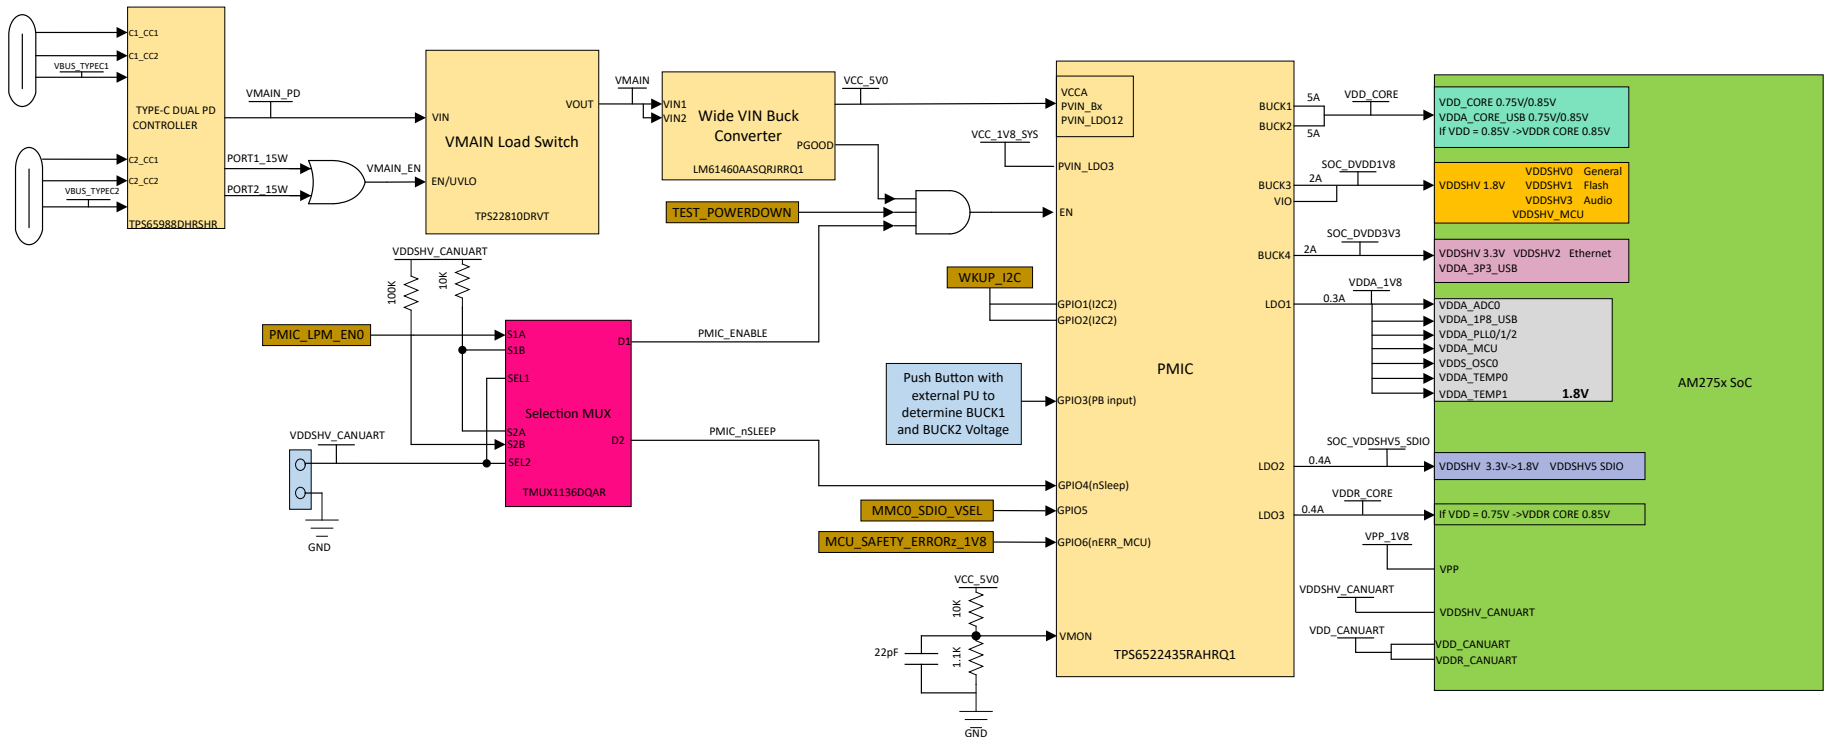 C1_CC1
C1_CC2
VBUS_TYPEC1
TYPE-C DUAL PD
CONTROLLER
C2_CC1
C2_CC2
VBUS_TYPEC2
TPS65988DHRSHR
VMAIN_PD
PORT1_15W
PORT2_15W
VMAIN_EN
VIN
VOUT
VMAIN Load Switch
EN/UVLO
TPS22810DRVT
VMAIN
VIN1
VIN2
Wide VIN Buck
Converter
PGOOD
LM61460AASQRJRRQ1
VCC_5V0
VCC_1V8_SYS
TEST_POWERDOWN
VDDSHV_CANUART
100K
10K
PMIC_LPM_EN0
S1A
S1B
SEL1
Selection MUX
S2A
S2B
SEL2
D1
D2
TMUX1136DQAR
VDDSHV_CANUART
GND
PMIC_ENABLE
PMIC_nSLEEP
WKUP_I2C
Push Button with
external PU to
determine BUCK1
and BUCK2 Voltage
MMC0_SDIO_VSEL
MCU_SAFETY_ERRORz_1V8
VCC_5V0
10K
22pF
1.1K
GND
VCCA
PVIN_Bx
PVIN_LDO12
PVIN_LDO3
EN
GPIO1(I2C2)
GPIO2(I2C2)
PMIC
GPIO3(PB input)
GPIO4(nSleep)
GPIO5
GPIO6(nERR_MCU)
VMON
TPS6522435RAHRQ1
BUCK1
BUCK2
BUCK3
VIO
BUCK4
LDO1
LDO2
LDO3
5A
5A
VDD_CORE
2A
SOC_DVDD1V8
2A
SOC_DVDD3V3
0.3A
VDDA_1V8
0.4A
SOC_VDDSHV5_SDIO
0.4A
VDDR_CORE
VPP_1V8
VDDSHV_CANUART
VDD_CANUART
VDD_CORE 0.75V/0.85V
VDDA_CORE_USB 0.75V/0.85V
If VDD = 0.85V ->VDDR CORE 0.85V
VDDSHV0 General
VDDSHV 1.8V VDDSHV1 Flash
VDDSHV3 Audio
VDDSHV_MCU
VDDSHV 3.3V VDDSHV2 Ethernet
VDDA_3P3_USB
VDDA_ADC0
VDDA_1P8_USB
VDDA_PLL0/1/2
VDDA_MCU
VDDS_OSC0
VDDA_TEMP0
VDDA_TEMP1 1.8V
AM275x SoC
VDDSHV 3.3V->1.8V VDDSHV5 SDIO
If VDD = 0.75V ->VDDR CORE 0.85V
VPP
VDDSHV_CANUART
VDD_CANUART
VDDR_CANUART